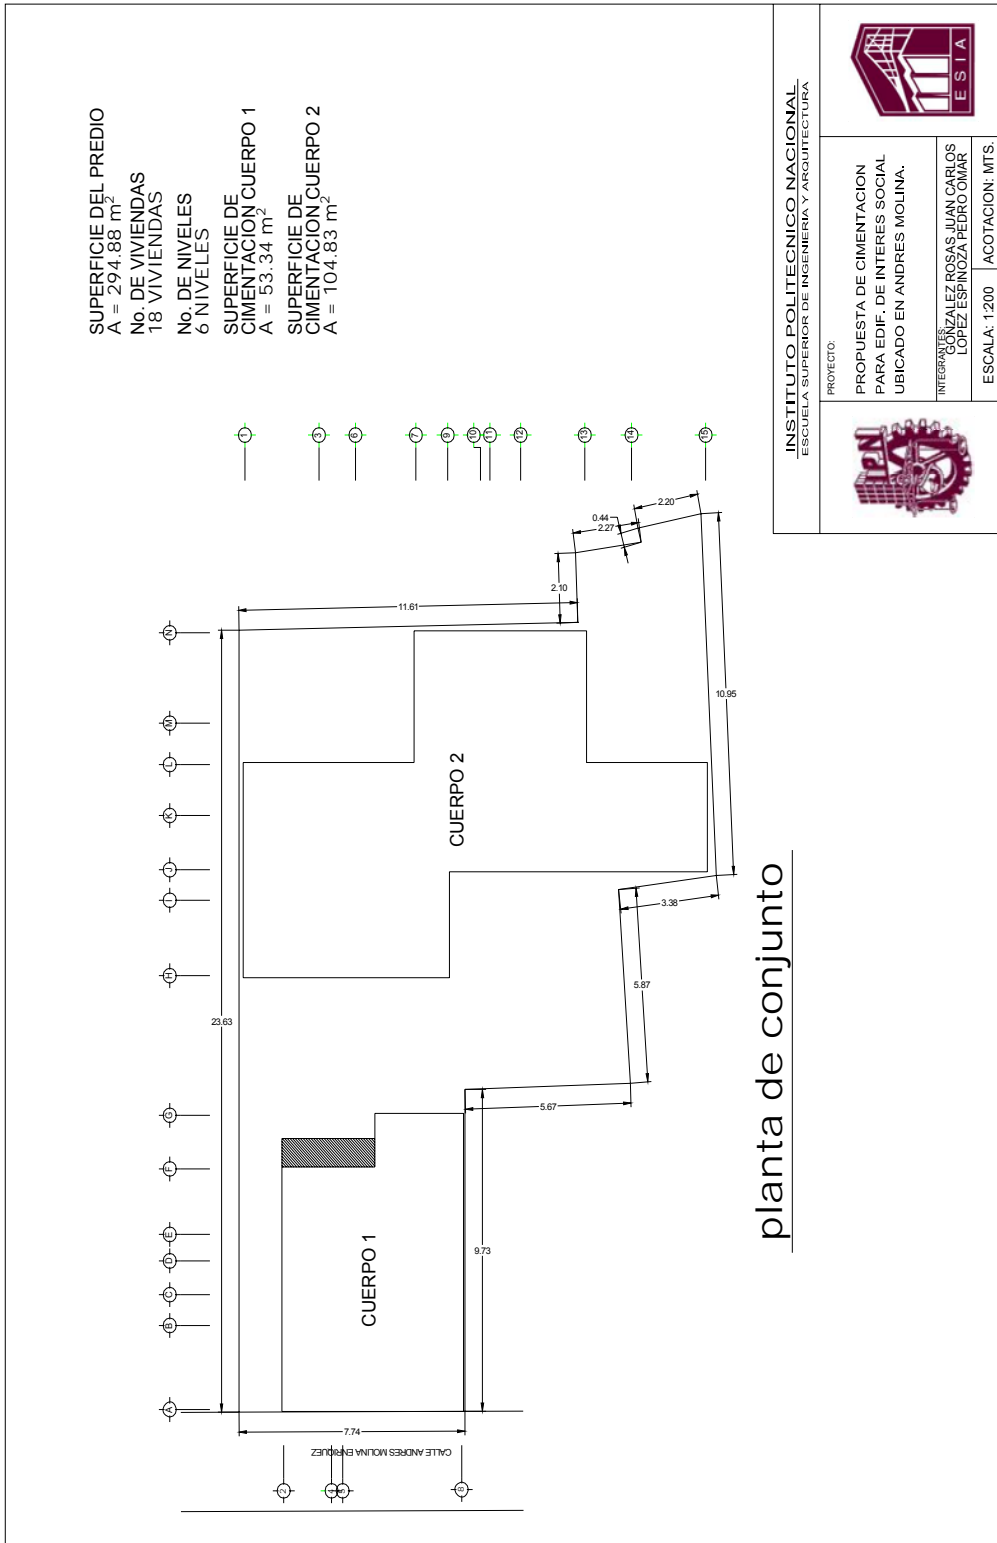 SUPERFICIE DEL PREDIO
A = 294.88 m²
No. DE VIVIENDAS
18 VIVIENDAS
No. DE NIVELES
6 NIVELES
SUPERFICIE DE
CIMENTACION CUERPO 1
A = 53.34 m²
SUPERFICIE DE
CIMENTACION CUERPO 2
A = 104.83 m²
A
B
C
D
E
F
G
H
I
J
K
L
M
N
1
3
6
7
9
10
11
12
13
14
15
2
4
5
8
23.63
11.61
2.10
2.27
0.44
2.20
10.95
3.38
5.87
5.67
9.73
7.74
CUERPO 1
CUERPO 2
CALLE ANDRES MOLINA ENRIQUEZ
planta de conjunto
INSTITUTO POLITECNICO NACIONAL
ESCUELA SUPERIOR DE INGENIERIA Y ARQUITECTURA
IPN
PROYECTO:
PROPUESTA DE CIMENTACION
PARA EDIF. DE INTERES SOCIAL
UBICADO EN ANDRES MOLINA.
INTEGRANTES:
GONZALEZ ROSAS JUAN CARLOS
LOPEZ ESPINOZA PEDRO OMAR
ESCALA: 1:200
ACOTACION: MTS.
ESIA